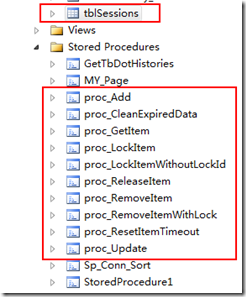 tblSessions
Views
Stored Procedures
GetTbDotHistories
MY_Page
proc_Add
proc_CleanExpiredData
proc_GetItem
proc_LockItem
proc_LockItemWithoutLockId
proc_ReleaseItem
proc_RemoveItem
proc_RemoveItemWithLock
proc_ResetItemTimeout
proc_Update
Sp_Conn_Sort
StoredProcedure1